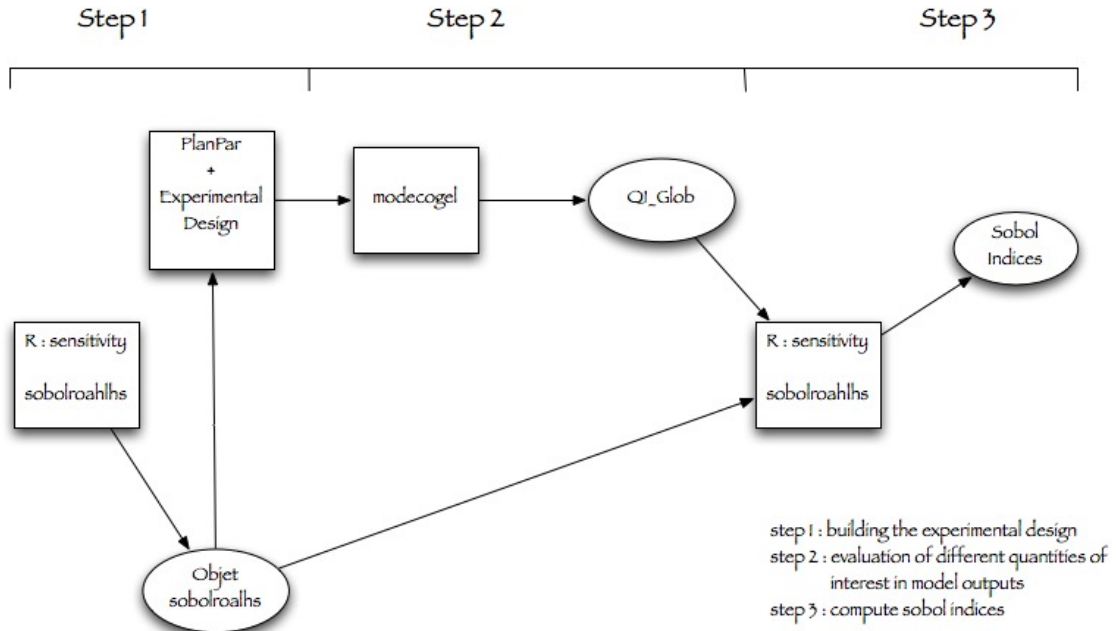 Step 1
Step 2
Step 3
PlanPar
+
Experimental
Design
modecogel
QI_Glob
Sobol
Indices
R : sensitivity
sobolroahlhs
R : sensitivity
sobolroahlhs
Objet
sobolroalhs
step 1 : building the experimental design
step 2 : evaluation of different quantities of
interest in model outputs
step 3 : compute sobol indices